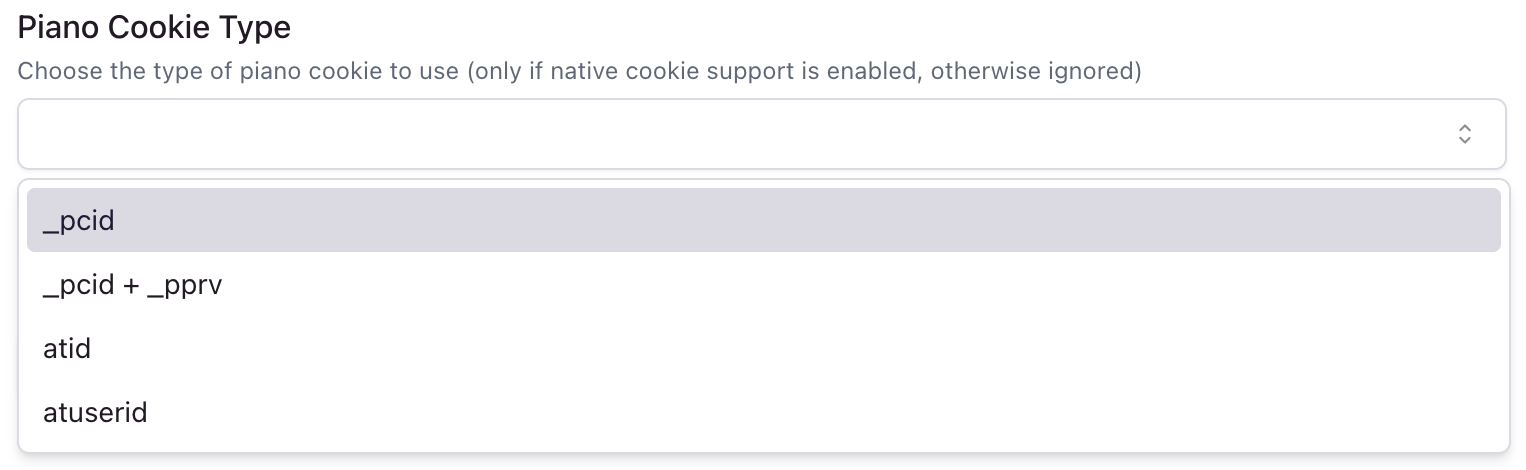 Piano Cookie Type
Choose the type of piano cookie to use (only if native cookie support is enabled, otherwise ignored)
_pcid
_pcid + _pprv
atid
atuserid